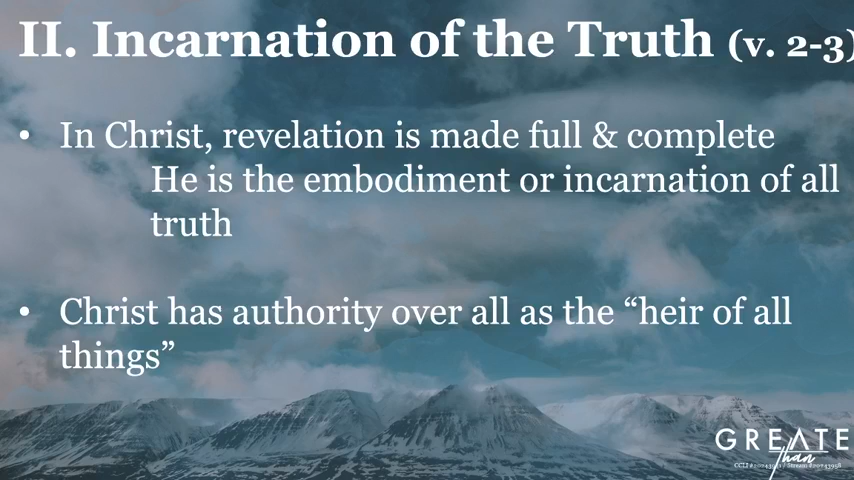 II. Incarnation of the Truth (v. 2-3)
• In Christ, revelation is made full & complete
He is the embodiment or incarnation of all
truth
• Christ has authority over all as the “heir of all
things”
GREATE
than